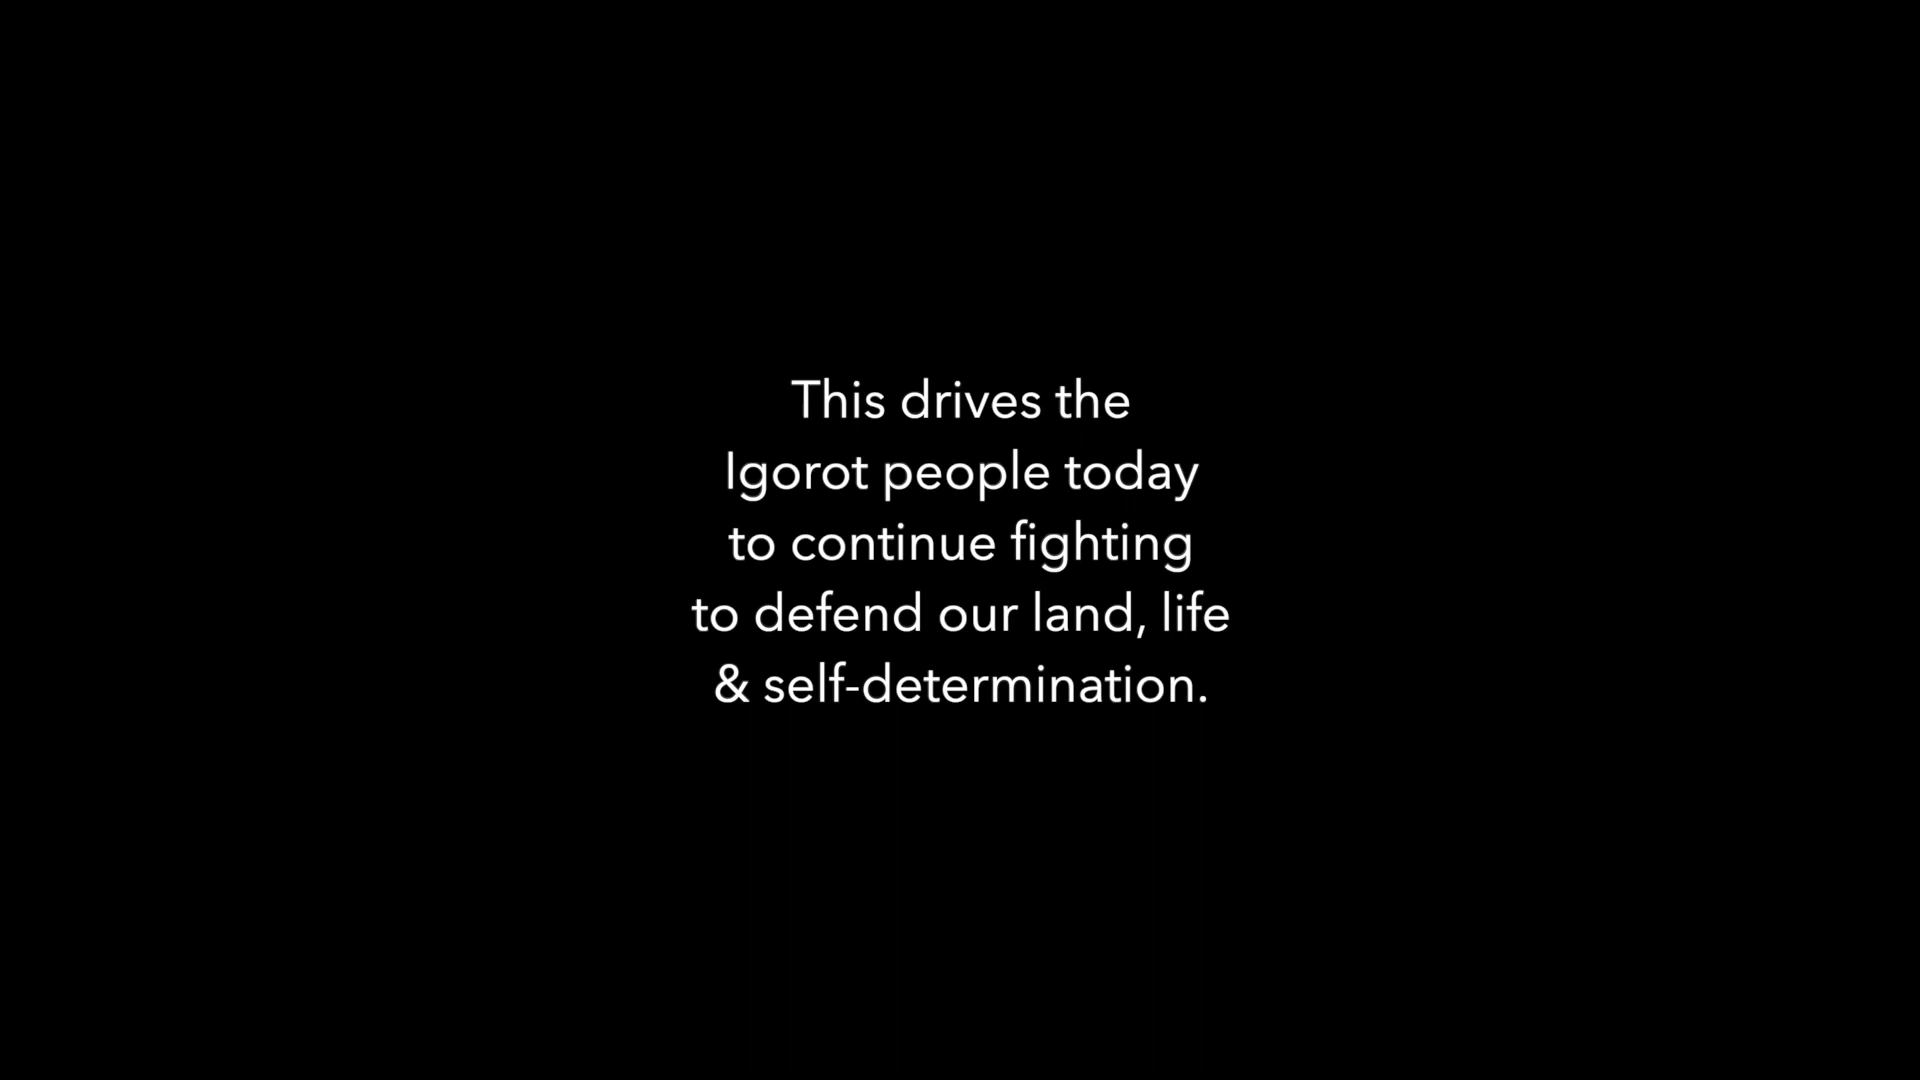 This drives the
Igorot people today
to continue fighting
to defend our land, life
& self-determination.